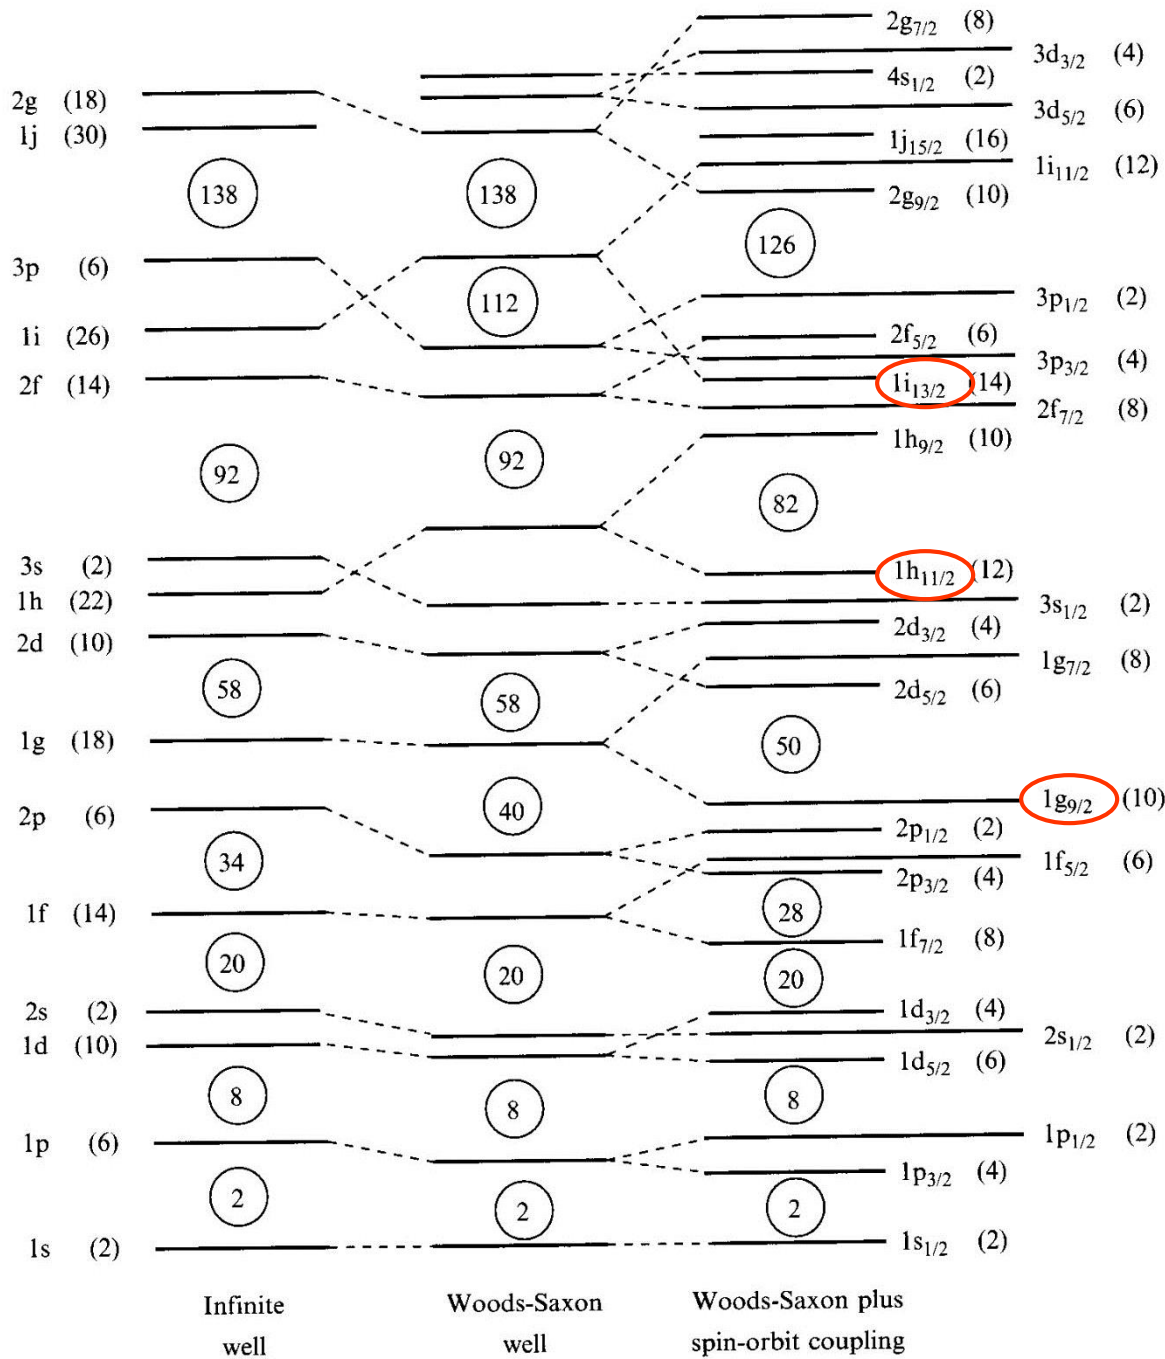 2g7/2 (8)
3d3/2 (4)
4s1/2 (2)
2g (18)
3d5/2 (6)
1j (30)
1j15/2 (16)
1i11/2 (12)
138
138
2g9/2 (10)
126
3p (6)
112
3p1/2 (2)
1i (26)
2f5/2 (6)
3p3/2 (4)
2f (14)
1i13/2 (14)
2f7/2 (8)
1h9/2 (10)
92
92
82
3s (2)
1h11/2 (12)
1h (22)
3s1/2 (2)
2d3/2 (4)
2d (10)
1g7/2 (8)
58
58
2d5/2 (6)
1g (18)
50
40
1g9/2 (10)
2p (6)
2p1/2 (2)
34
1f5/2 (6)
2p3/2 (4)
28
1f (14)
1f7/2 (8)
20
20
20
2s (2)
1d3/2 (4)
2s1/2 (2)
1d (10)
1d5/2 (6)
8
8
8
1p (6)
1p1/2 (2)
1p3/2 (4)
2
2
2
1s (2)
1s1/2 (2)
Infinite
well
Woods-Saxon
well
Woods-Saxon plus
spin-orbit coupling